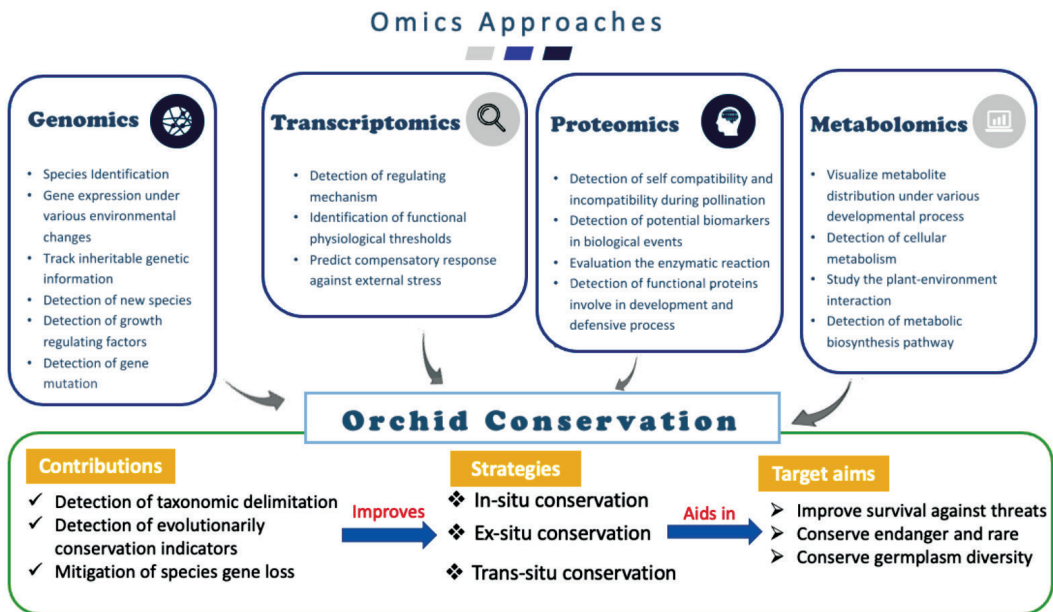 Omics Approaches
Genomics
• Species Identification
• Gene expression under
various environmental
changes
• Track inheritable genetic
information
• Detection of new species
• Detection of growth
regulating factors
• Detection of gene
mutation
Transcriptomics
• Detection of regulating
mechanism
• Identification of functional
physiological thresholds
• Predict compensatory response
against external stress
Proteomics
• Detection of self compatibility and
incompatibility during pollination
• Detection of potential biomarkers
in biological events
• Evaluation the enzymatic reaction
• Detection of functional proteins
involve in development and
defensive process
Metabolomics
• Visualize metabolite
distribution under various
developmental process
• Detection of cellular
metabolism
• Study the plant-environment
interaction
• Detection of metabolic
biosynthesis pathway
Orchid Conservation
Contributions
✓ Detection of taxonomic delimitation
✓ Detection of evolutionarily
conservation indicators
✓ Mitigation of species gene loss
Improves
Strategies
❖ In-situ conservation
❖ Ex-situ conservation
❖ Trans-situ conservation
Aids in
Target aims
➢ Improve survival against threats
➢ Conserve endanger and rare
➢ Conserve germplasm diversity